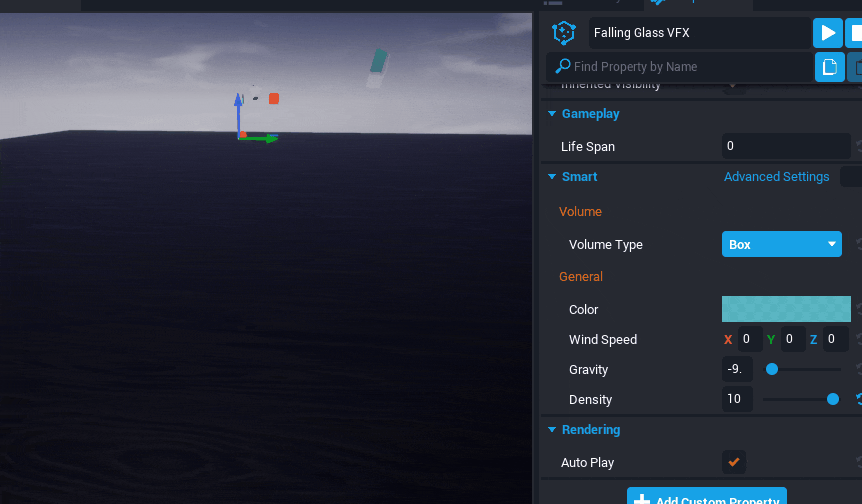 Falling Glass VFX
Find Property by Name
Inherited Visibility
Gameplay
Life Span 0
Smart Advanced Settings
Volume
Volume Type Box
General
Color
Wind Speed X 0 Y 0 Z 0
Gravity -9.
Density 10
Rendering
Auto Play
Add Custom Property